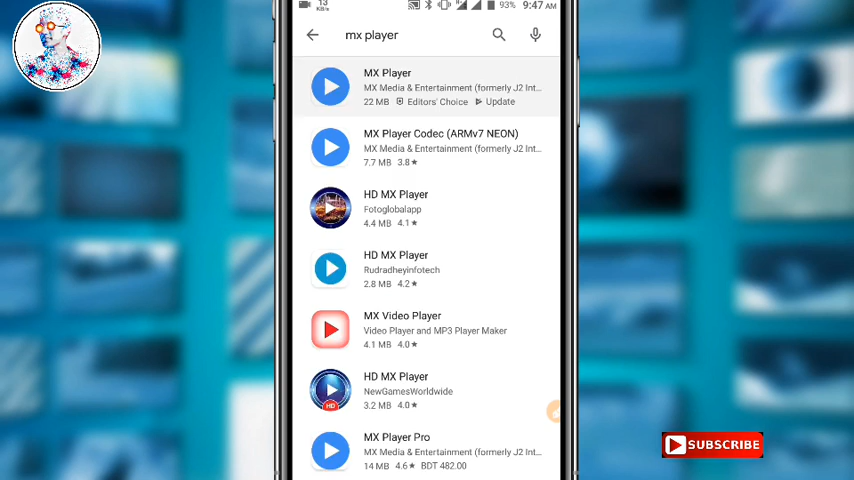 13
KB/s
93% 9:47 AM
mx player
MX Player
MX Media & Entertainment (formerly J2 Int...
22 MB Editors' Choice Update
MX Player Codec (ARMv7 NEON)
MX Media & Entertainment (formerly J2 Int...
7.7 MB 3.8★
HD MX Player
Fotoglobalapp
4.4 MB 4.1★
HD MX Player
Rudradheyinfotech
2.8 MB 4.2★
MX Video Player
Video Player and MP3 Player Maker
4.1 MB 4.0★
HD MX Player
NewGamesWorldwide
HD
3.2 MB 4.0★
MX Player Pro
MX Media & Entertainment (formerly J2 Int...
14 MB 4.6★ BDT 482.00
SUBSCRIBE